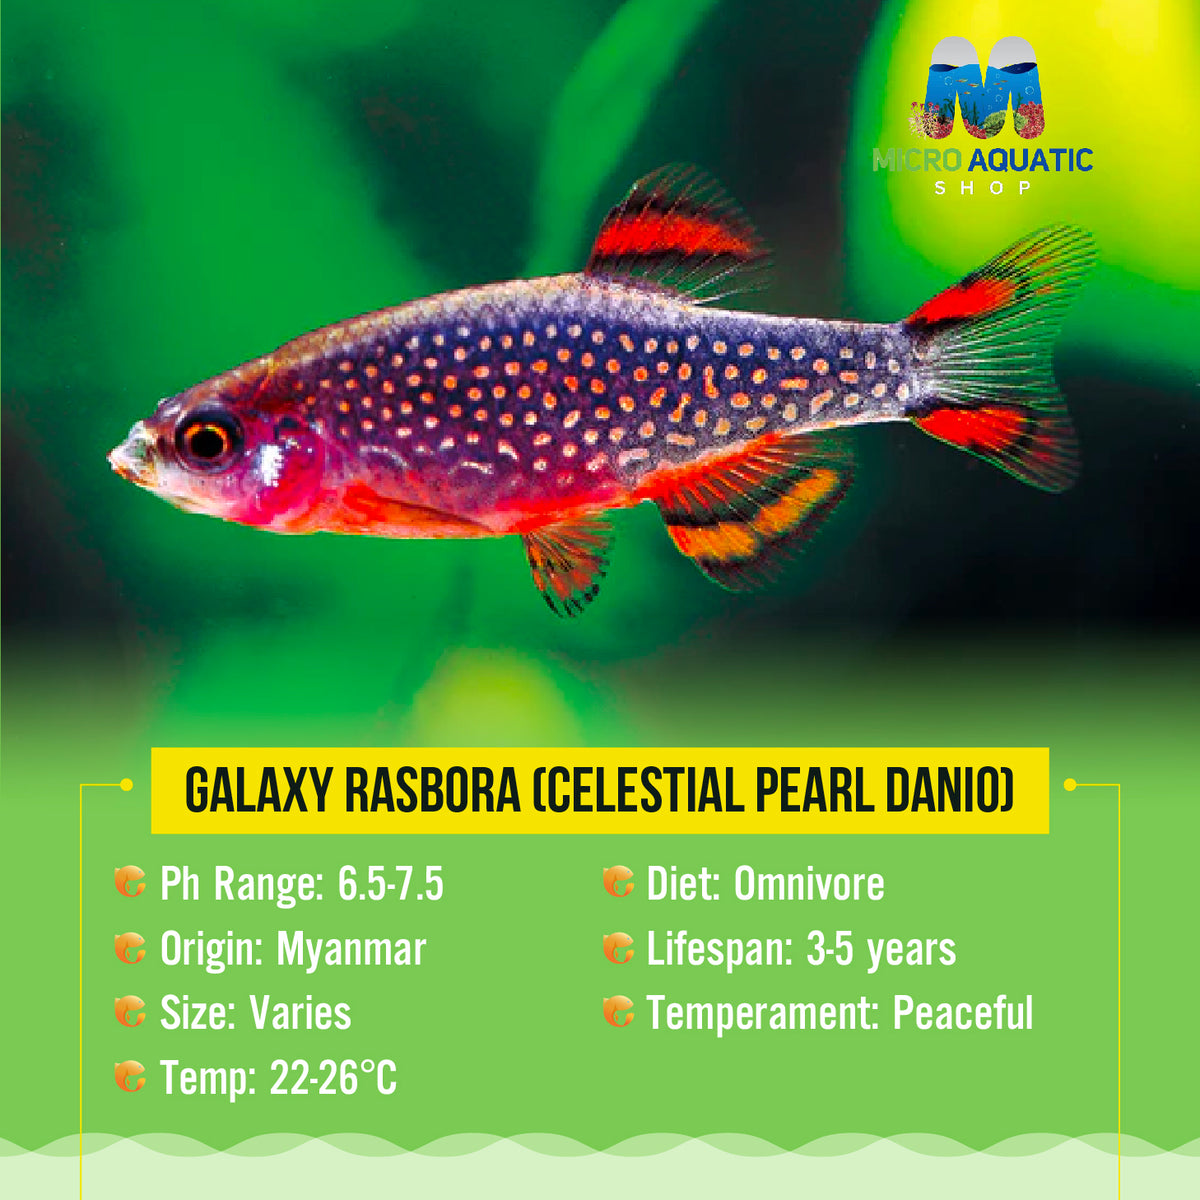 MICRO AQUATIC
SHOP
GALAXY RASBORA (CELESTIAL PEARL DANIO)
Ph Range: 6.5-7.5
Origin: Myanmar
Size: Varies
Temp: 22-26°C
Diet: Omnivore
Lifespan: 3-5 years
Temperament: Peaceful